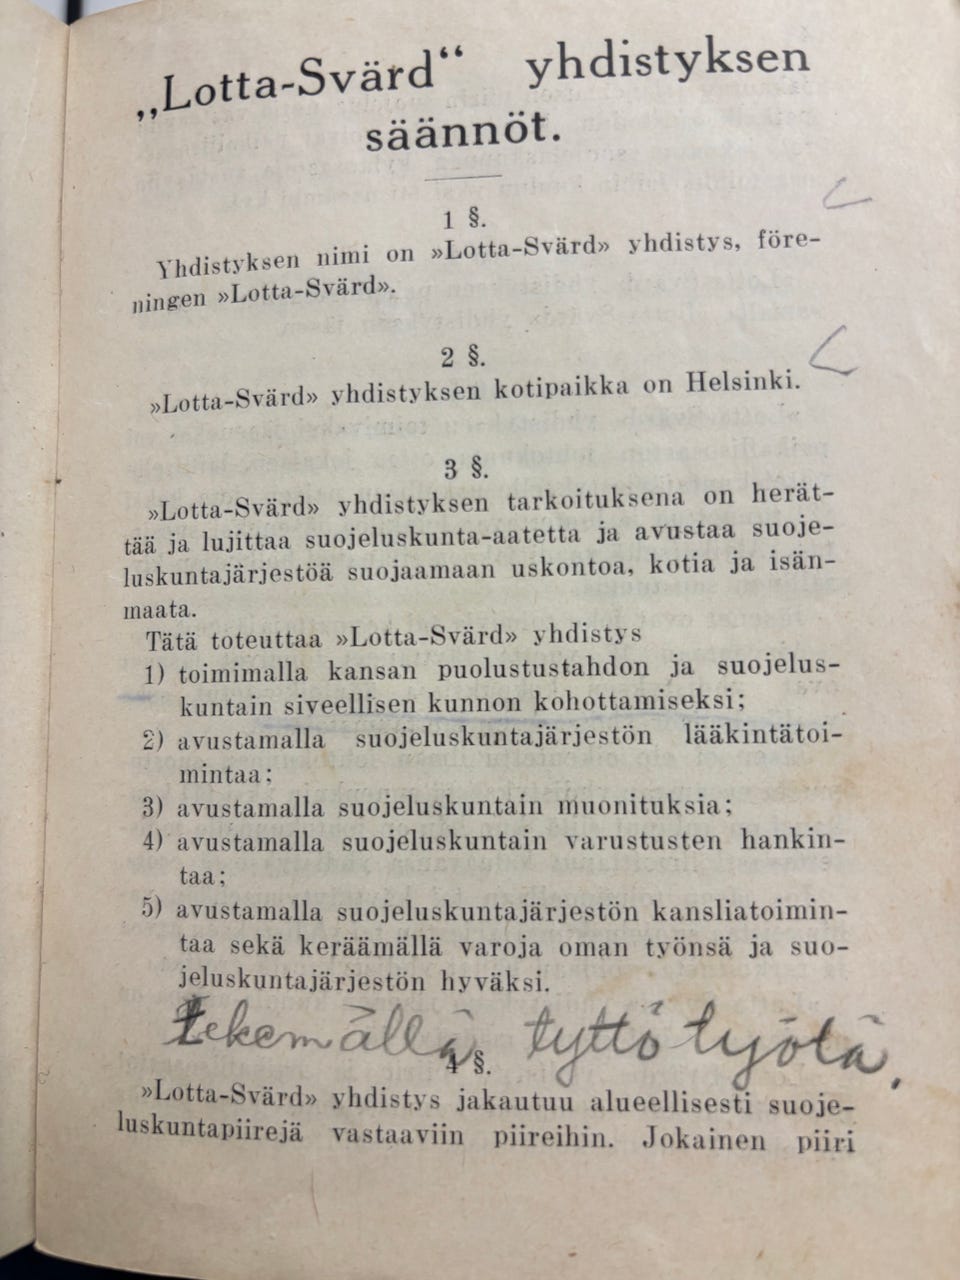 „Lotta-Svärd“ yhdistyksen
säännöt.
1 §.
Yhdistyksen nimi on »Lotta-Svärd» yhdistys, före-
ningen »Lotta-Svärd».
2 §.
»Lotta-Svärd» yhdistyksen kotipaikka on Helsinki.
3 §.
»Lotta-Svärd» yhdistyksen tarkoituksena on herät-
tää ja lujittaa suojeluskunta-aatetta ja avustaa suoje-
luskuntajärjestöä suojaamaan uskontoa, kotia ja isän-
maata.
Tätä toteuttaa »Lotta-Svärd» yhdistys
1) toimimalla kansan puolustustahdon ja suojelus-
kuntain siveellisen kunnon kohottamiseksi;
2) avustamalla suojeluskuntajärjestön lääkintätoi-
mintaa;
3) avustamalla suojeluskuntain muonituksia;
4) avustamalla suojeluskuntain varustusten hankin-
taa;
5) avustamalla suojeluskuntajärjestön kansliatoimin-
taa sekä keräämällä varoja oman työnsä ja suo-
jeluskuntajärjestön hyväksi.
tekemällä tyttötyötä,
4 §.
»Lotta-Svärd» yhdistys jakautuu alueellisesti suoje-
luskuntapiirejä vastaaviin piireihin. Jokainen piiri